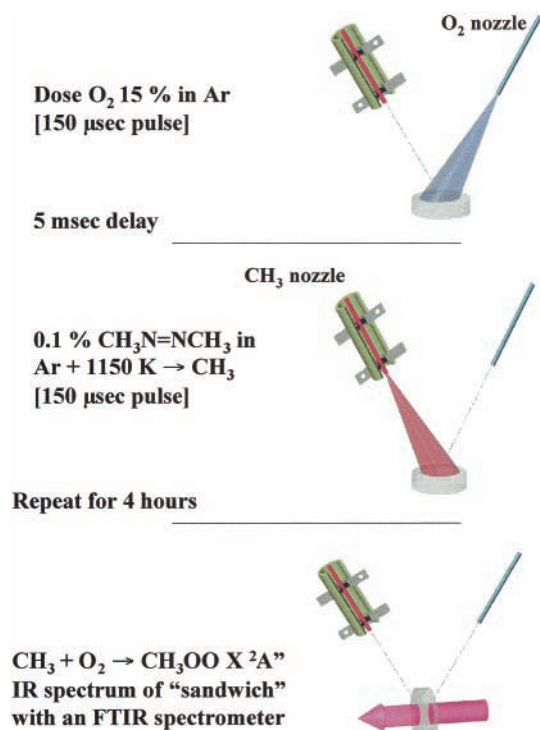 O₂ nozzle
Dose O₂ 15 % in Ar
[150 μsec pulse]
5 msec delay
CH₃ nozzle
0.1 % CH₃N=NCH₃ in
Ar + 1150 K → CH₃
[150 μsec pulse]
Repeat for 4 hours
CH₃ + O₂ → CH₃OO X ²A”
IR spectrum of “sandwich”
with an FTIR spectrometer